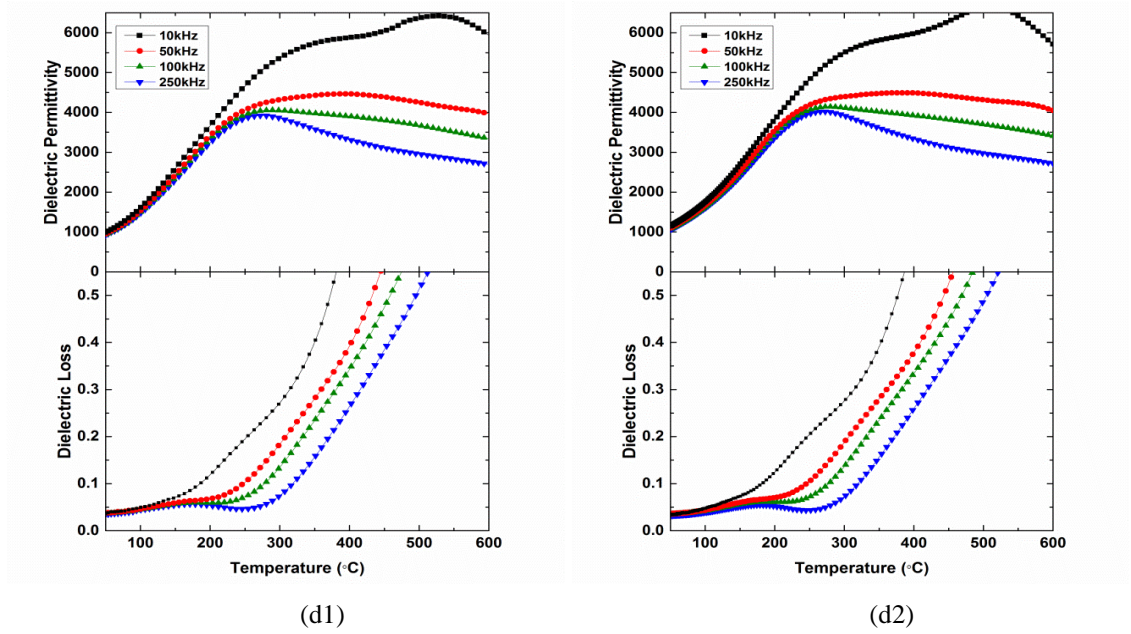 6000
5000
4000
3000
2000
1000
0
Dielectric Permittivity
10kHz
50kHz
100kHz
250kHz
0.5
0.4
0.3
0.2
0.1
0.0
Dielectric Loss
100 200 300 400 500 600
Temperature (◦C)
(d1)
6000
5000
4000
3000
2000
1000
0
Dielectric Permittivity
10kHz
50kHz
100kHz
250kHz
0.5
0.4
0.3
0.2
0.1
0.0
Dielectric Loss
100 200 300 400 500 600
Temperature (◦C)
(d2)